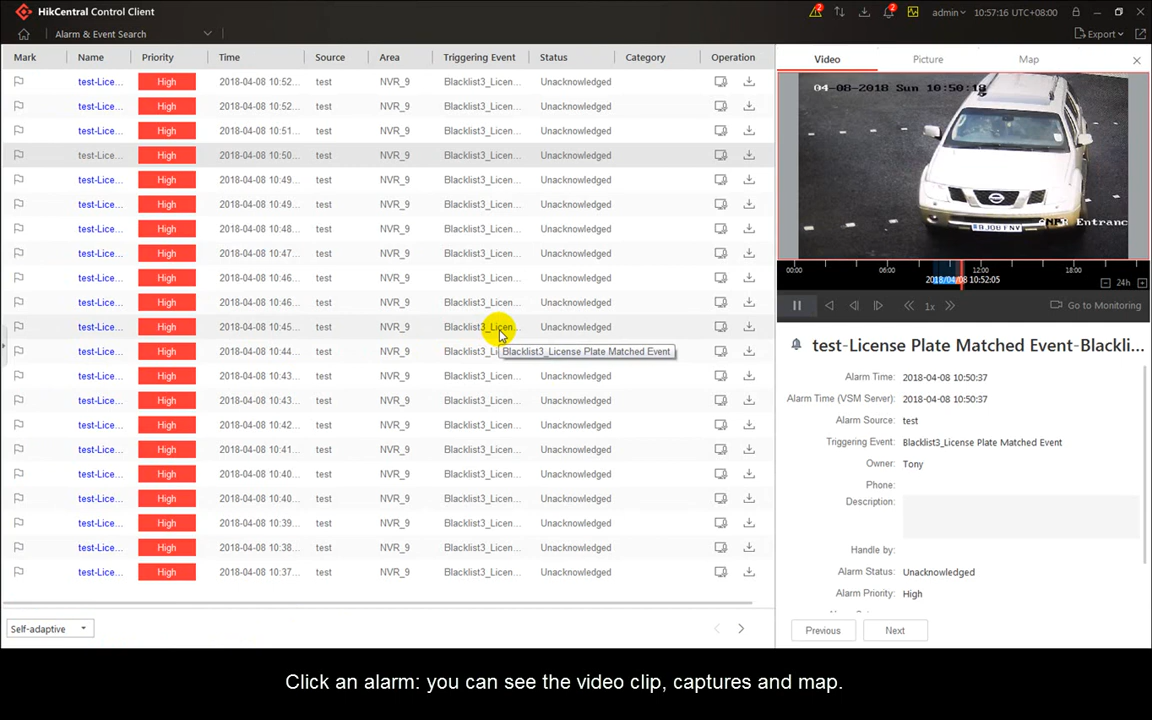 HikCentral Control Client
2 2 admin 10:57:16 UTC+08:00
Alarm & Event Search
Export
Mark Name Priority Time Source Area Triggering Event Status Category Operation
test-Lice... High 2018-04-08 10:52... test NVR_9 Blacklist3_Licen... Unacknowledged
test-Lice... High 2018-04-08 10:52... test NVR_9 Blacklist3_Licen... Unacknowledged
test-Lice... High 2018-04-08 10:51... test NVR_9 Blacklist3_Licen... Unacknowledged
test-Lice... High 2018-04-08 10:50... test NVR_9 Blacklist3_Licen... Unacknowledged
test-Lice... High 2018-04-08 10:49... test NVR_9 Blacklist3_Licen... Unacknowledged
test-Lice... High 2018-04-08 10:49... test NVR_9 Blacklist3_Licen... Unacknowledged
test-Lice... High 2018-04-08 10:48... test NVR_9 Blacklist3_Licen... Unacknowledged
test-Lice... High 2018-04-08 10:47... test NVR_9 Blacklist3_Licen... Unacknowledged
test-Lice... High 2018-04-08 10:46... test NVR_9 Blacklist3_Licen... Unacknowledged
test-Lice... High 2018-04-08 10:46... test NVR_9 Blacklist3_Licen... Unacknowledged
test-Lice... High 2018-04-08 10:45... test NVR_9 Blacklist3_Licen... Unacknowledged
test-Lice... High 2018-04-08 10:44... test NVR_9 Blacklist3_Li
Blacklist3_License Plate Matched Event
test-Lice... High 2018-04-08 10:43... test NVR_9 Blacklist3_Licen... Unacknowledged
test-Lice... High 2018-04-08 10:43... test NVR_9 Blacklist3_Licen... Unacknowledged
test-Lice... High 2018-04-08 10:42... test NVR_9 Blacklist3_Licen... Unacknowledged
test-Lice... High 2018-04-08 10:41... test NVR_9 Blacklist3_Licen... Unacknowledged
test-Lice... High 2018-04-08 10:40... test NVR_9 Blacklist3_Licen... Unacknowledged
test-Lice... High 2018-04-08 10:40... test NVR_9 Blacklist3_Licen... Unacknowledged
test-Lice... High 2018-04-08 10:39... test NVR_9 Blacklist3_Licen... Unacknowledged
test-Lice... High 2018-04-08 10:38... test NVR_9 Blacklist3_Licen... Unacknowledged
test-Lice... High 2018-04-08 10:37... test NVR_9 Blacklist3_Licen... Unacknowledged
Self-adaptive
Video Picture Map
04-08-2018 Sun 10:50:18
Entranc
00:00 06:00 12:00 18:00
2018/04/08 10:52:05 24h
1x Go to Monitoring
test-License Plate Matched Event-Blackli...
Alarm Time: 2018-04-08 10:50:37
Alarm Time (VSM Server): 2018-04-08 10:50:37
Alarm Source: test
Triggering Event: Blacklist3_License Plate Matched Event
Owner: Tony
Phone:
Description:
Handle by:
Alarm Status: Unacknowledged
Alarm Priority: High
Previous Next
Click an alarm: you can see the video clip, captures and map.